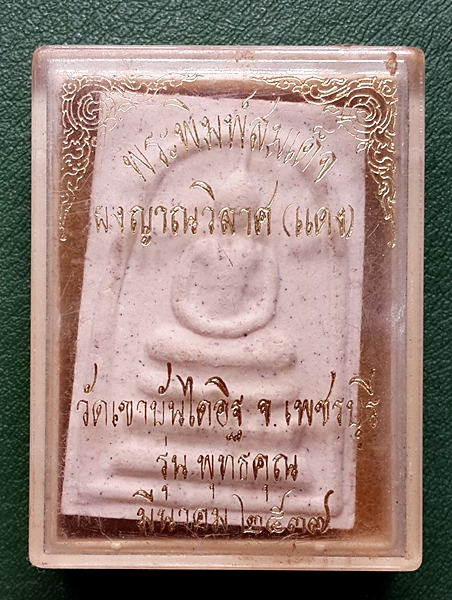 พระพิมพ์สมเด็จ
ผงญาณวิลาศ (แดง)
วัดเขาบันไดอิฐ จ.เพชรบุรี
รุ่น พุทธคุณ
มีนาคม ๒๕๓๗